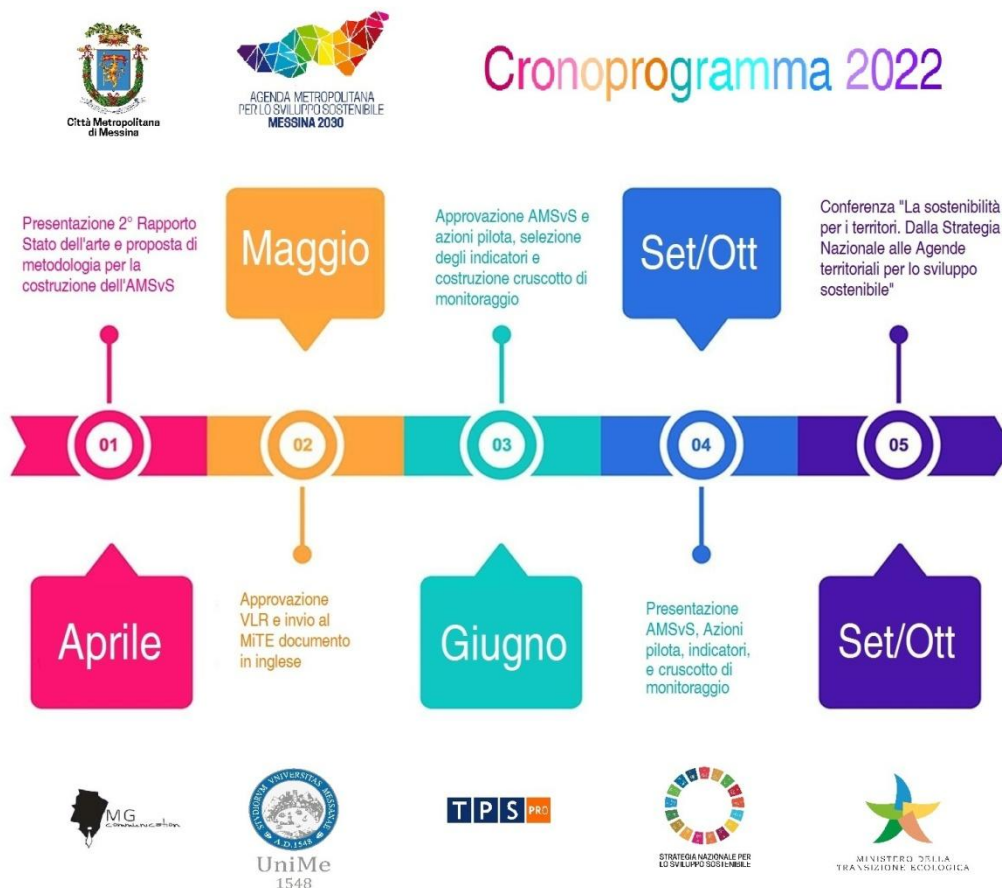 Città Metropolitana
di Messina
AGENDA METROPOLITANA
PER LO SVILUPPO SOSTENIBILE
MESSINA 2030
Cronoprogramma 2022
Presentazione 2° Rapporto
Stato dell'arte e proposta di
metodologia per la
costruzione dell'AMSvS
Maggio
Approvazione AMSvS e
azioni pilota, selezione
degli indicatori e
costruzione cruscotto di
monitoraggio
Set/Ott
Conferenza "La sostenibilità
per i territori. Dalla Strategia
Nazionale alle Agende
territoriali per lo sviluppo
sostenibile"
01
02
03
04
05
Aprile
Approvazione
VLR e invio al
MiTE documento
in inglese
Giugno
Presentazione
AMSvS, Azioni
pilota, indicatori,
e cruscotto di
monitoraggio
Set/Ott
MG
communication
STUDIORUM UNIVERSITAS MESSANAE
A.D. 1548
UniMe
1548
TPS PRO
STRATEGIA NAZIONALE PER
LO SVILUPPO SOSTENIBILE
MINISTERO DELLA
TRANSIZIONE ECOLOGICA